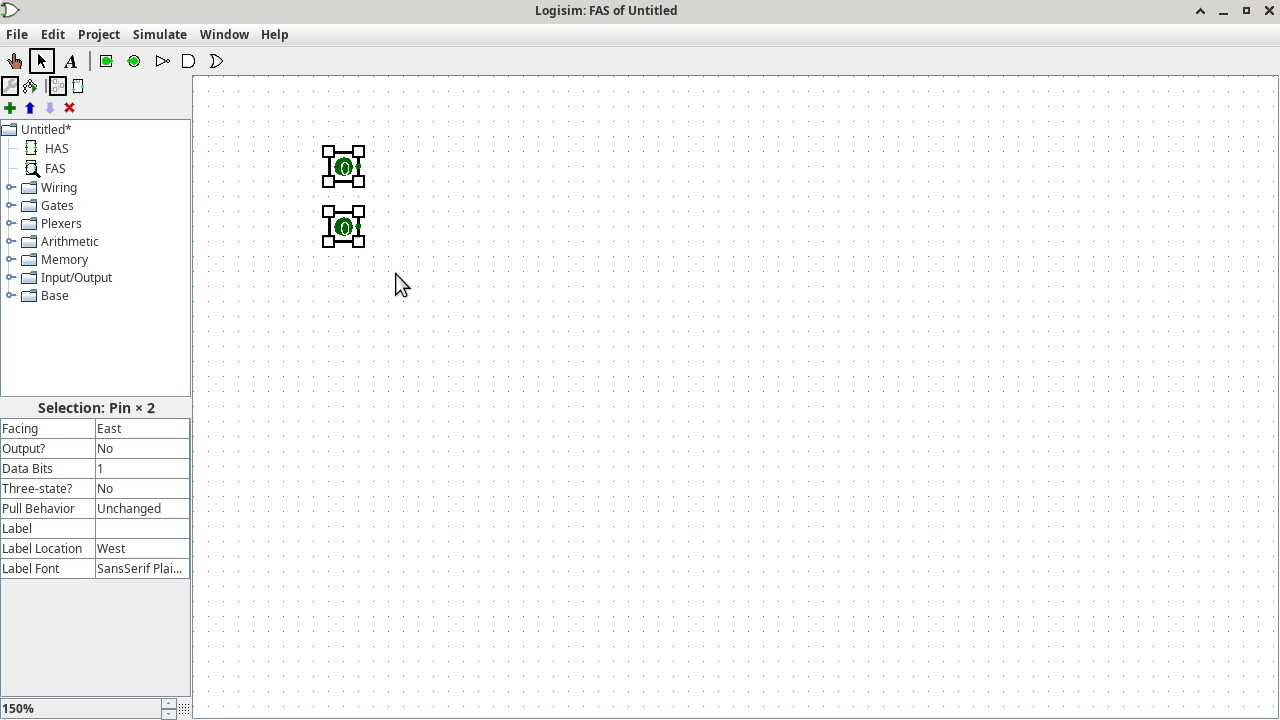 Logisim: FAS of Untitled
File Edit Project Simulate Window Help
A
Untitled*
HAS
FAS
Wiring
Gates
Plexers
Arithmetic
Memory
Input/Output
Base
0
0
Selection: Pin × 2
Facing East
Output? No
Data Bits 1
Three-state? No
Pull Behavior Unchanged
Label
Label Location West
Label Font SansSerif Plai...
150%